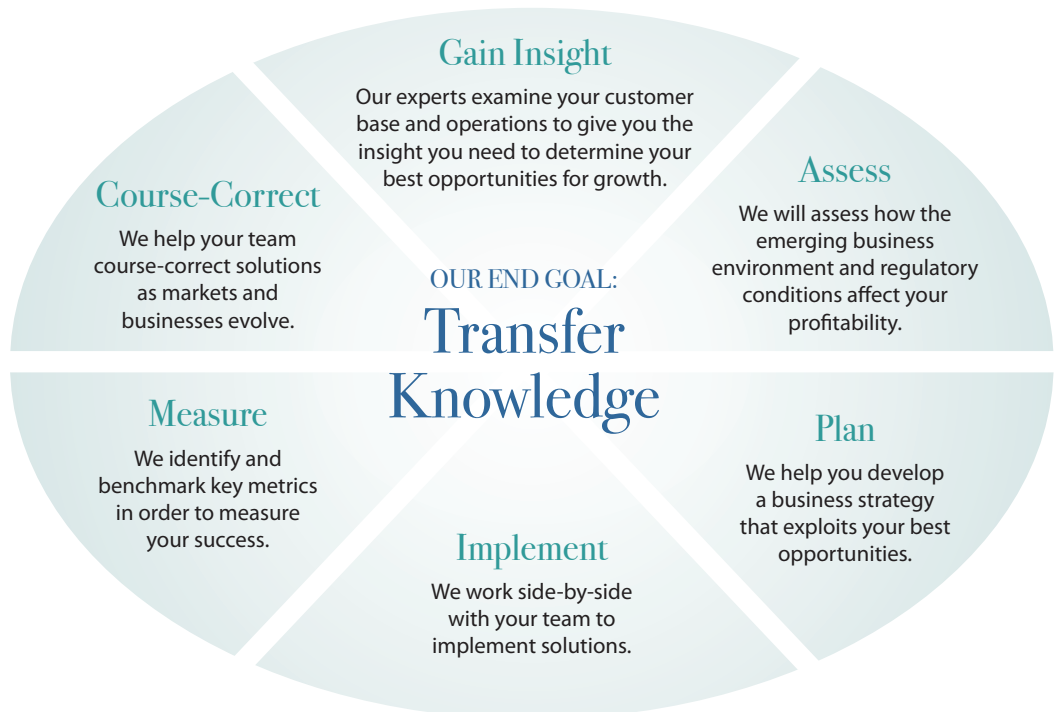 Gain Insight
Our experts examine your customer
base and operations to give you the
insight you need to determine your
best opportunities for growth.
Assess
We will assess how the
emerging business
environment and regulatory
conditions affect your
profitability.
Plan
We help you develop
a business strategy
that exploits your best
opportunities.
Implement
We work side-by-side
with your team to
implement solutions.
Measure
We identify and
benchmark key metrics
in order to measure
your success.
Course-Correct
We help your team
course-correct solutions
as markets and
businesses evolve.
OUR END GOAL:
Transfer
Knowledge